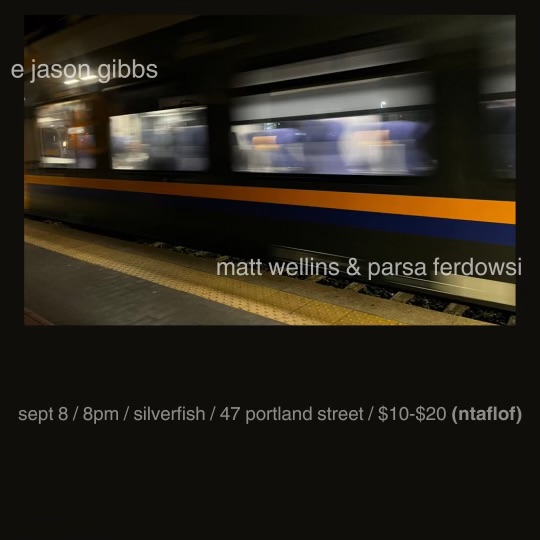 e jason gibbs
matt wellins & parsa ferdowsi
sept 8 / 8pm / silverfish / 47 portland street / $10-$20 (ntaflof)